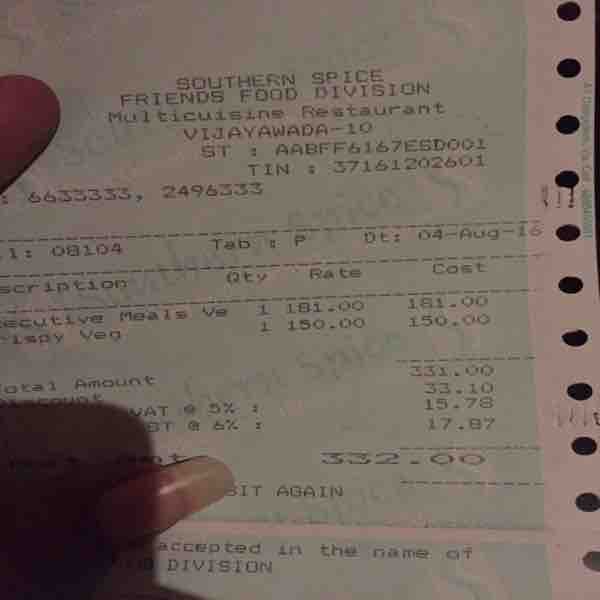 SOUTHERN SPICE
FRIENDS FOOD DIVISION
Multicuisine Restaurant
VIJAYAWADA-10
ST : AABFF6167ESD001
TIN : 37161202601
: 6633333, 2496333
l: 08104 Tab : P Dt: 04-Aug-16
scription Qty Rate Cost
ecutive Meals Ve 1 181.00 181.00
ispy Veg 1 150.00 150.00
otal Amount 331.00
33.10
VAT @ 5% : 15.78
ST @ 6% : 17.87
332.00
SIT AGAIN
accepted in the name of
DIVISION